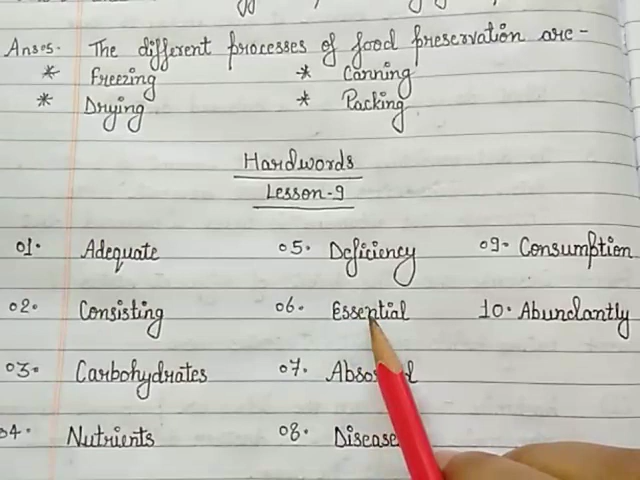 Ans5. The different processes of food preservation are-
* Freezing * Canning
* Drying * Packing
Hardwords
Lesson-9
01. Adequate 05. Deficiency 09. Consumption
02. Consisting 06. Essential 10. Abundantly
03. Carbohydrates 07.
04. Nutrients 08. Disease